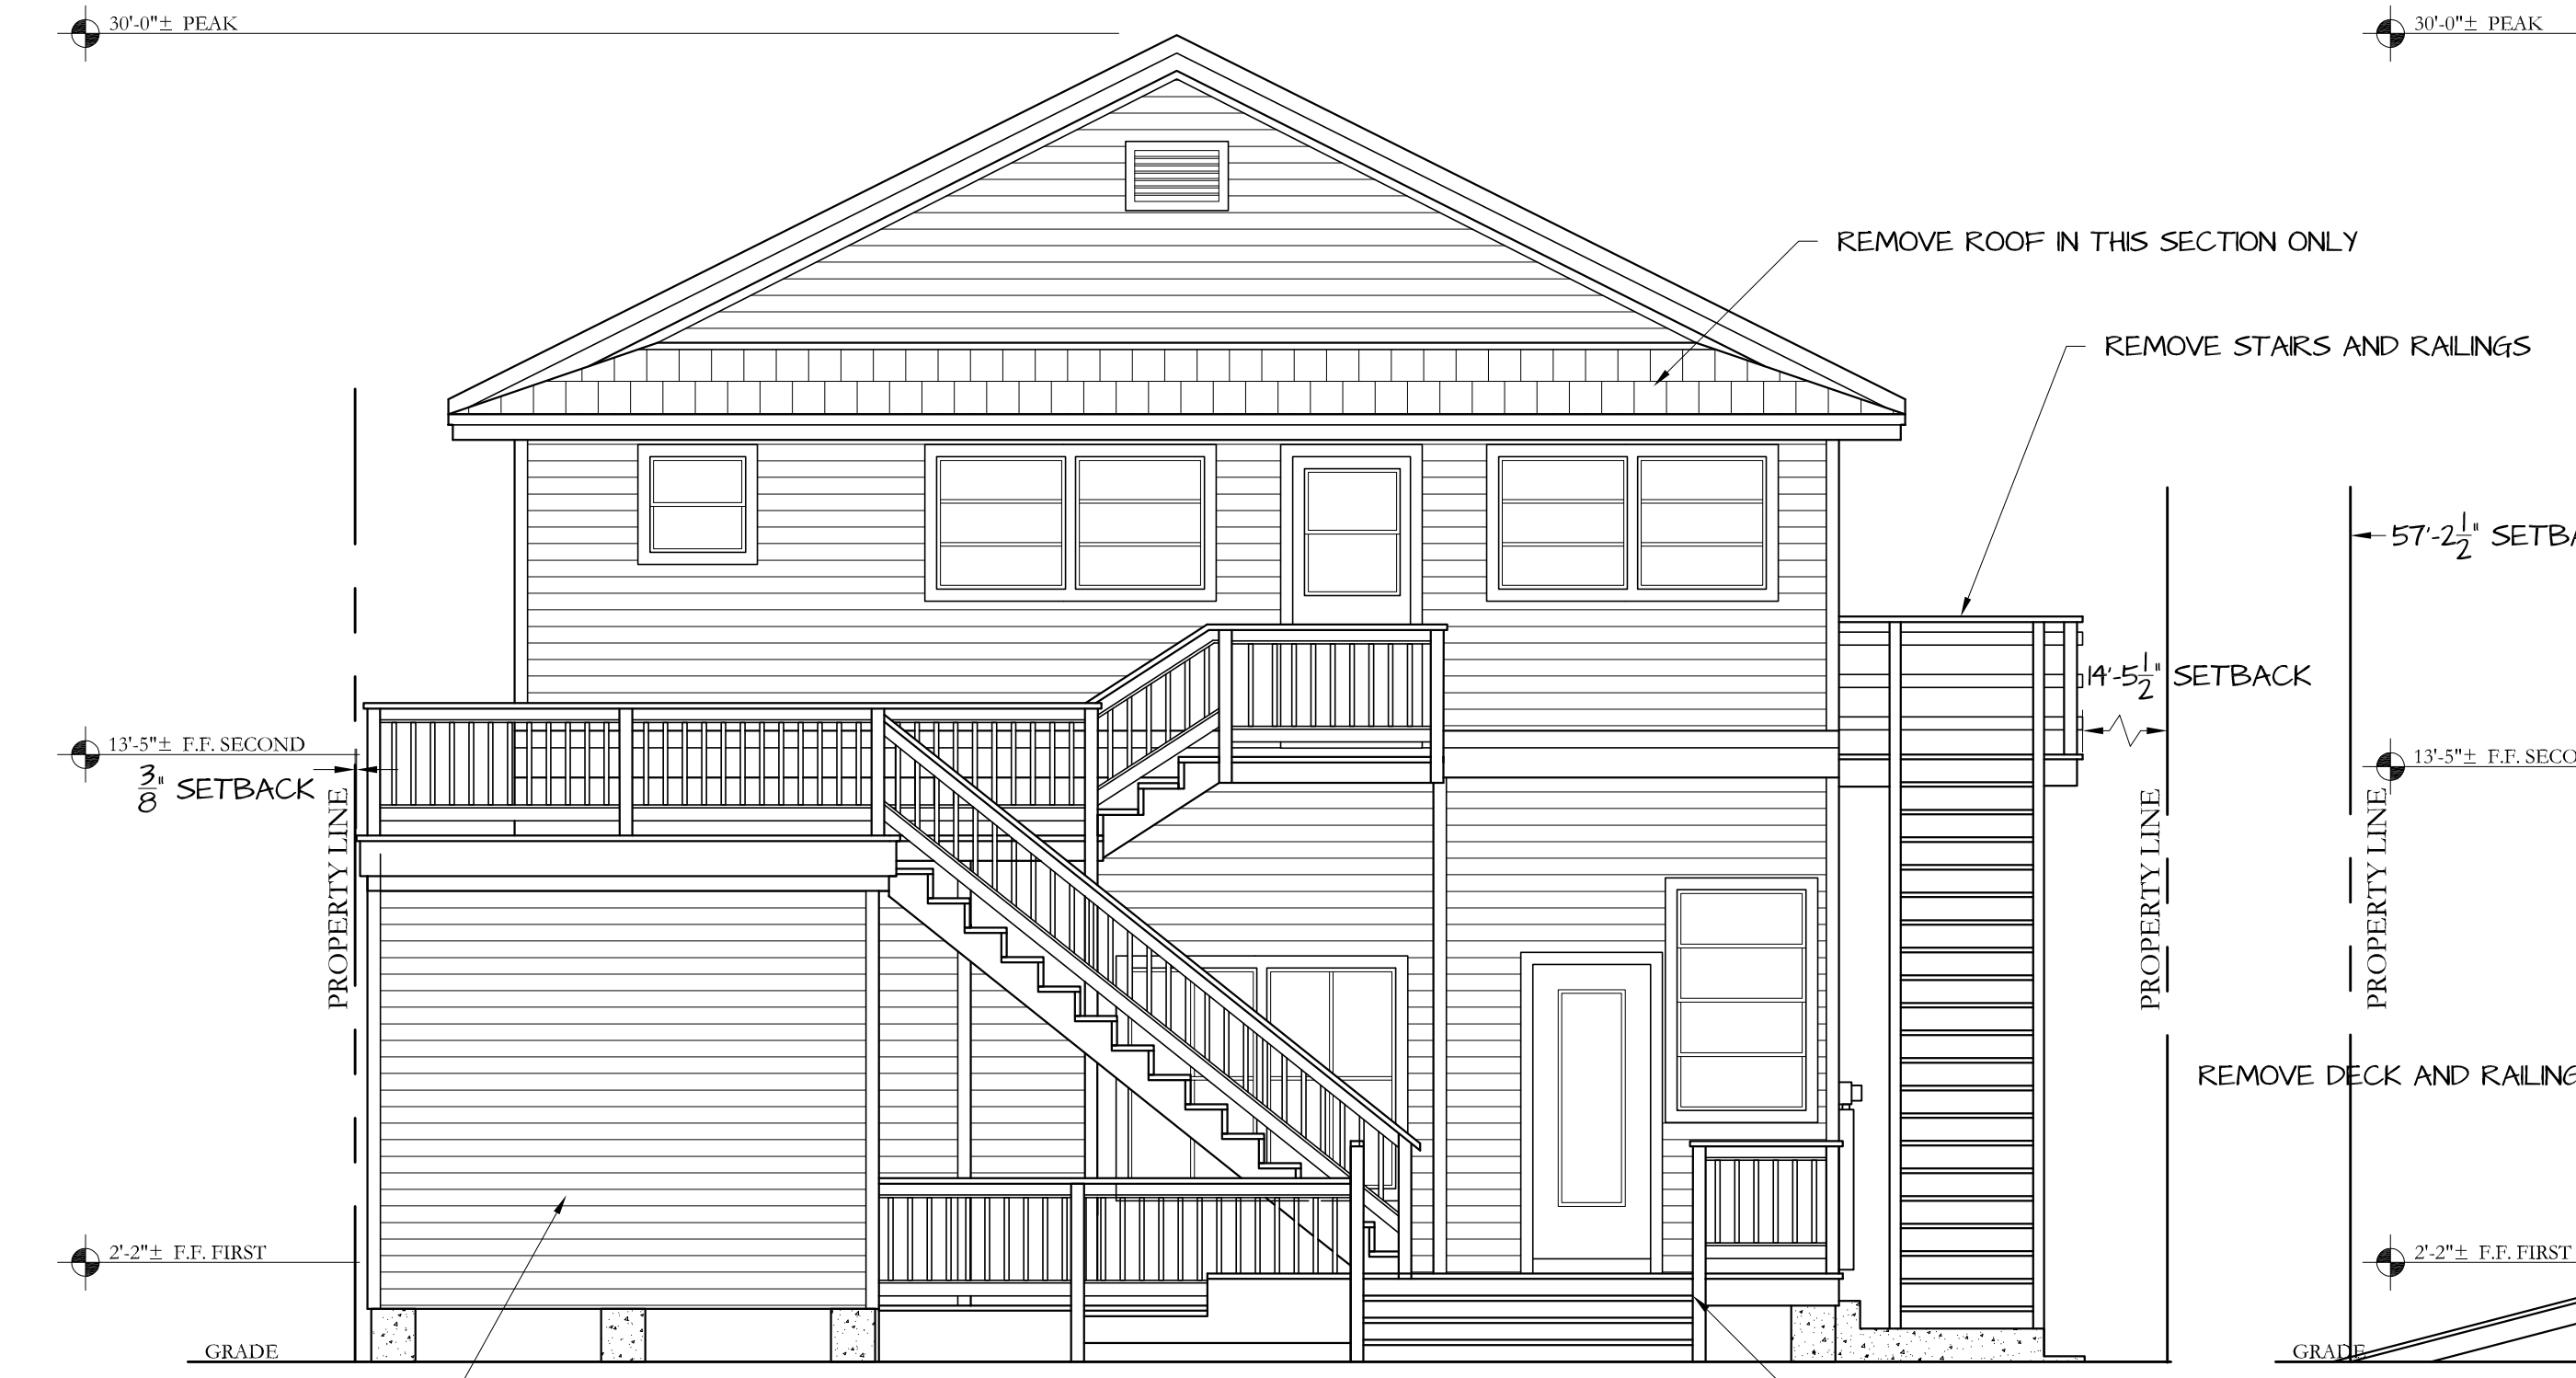 30'-0"± PEAK
30'-0"± PEAK
REMOVE ROOF IN THIS SECTION ONLY
REMOVE STAIRS AND RAILINGS
57'-2 1/2" SETBA
14'-5 1/2" SETBACK
13'-5"± F.F. SECOND
13'-5"± F.F. SECO
3/8" SETBACK
PROPERTY LINE
PROPERTY LINE
PROPERTY LINE
REMOVE DECK AND RAILING
2'-2"± F.F. FIRST
2'-2"± F.F. FIRST
GRADE
GRADE